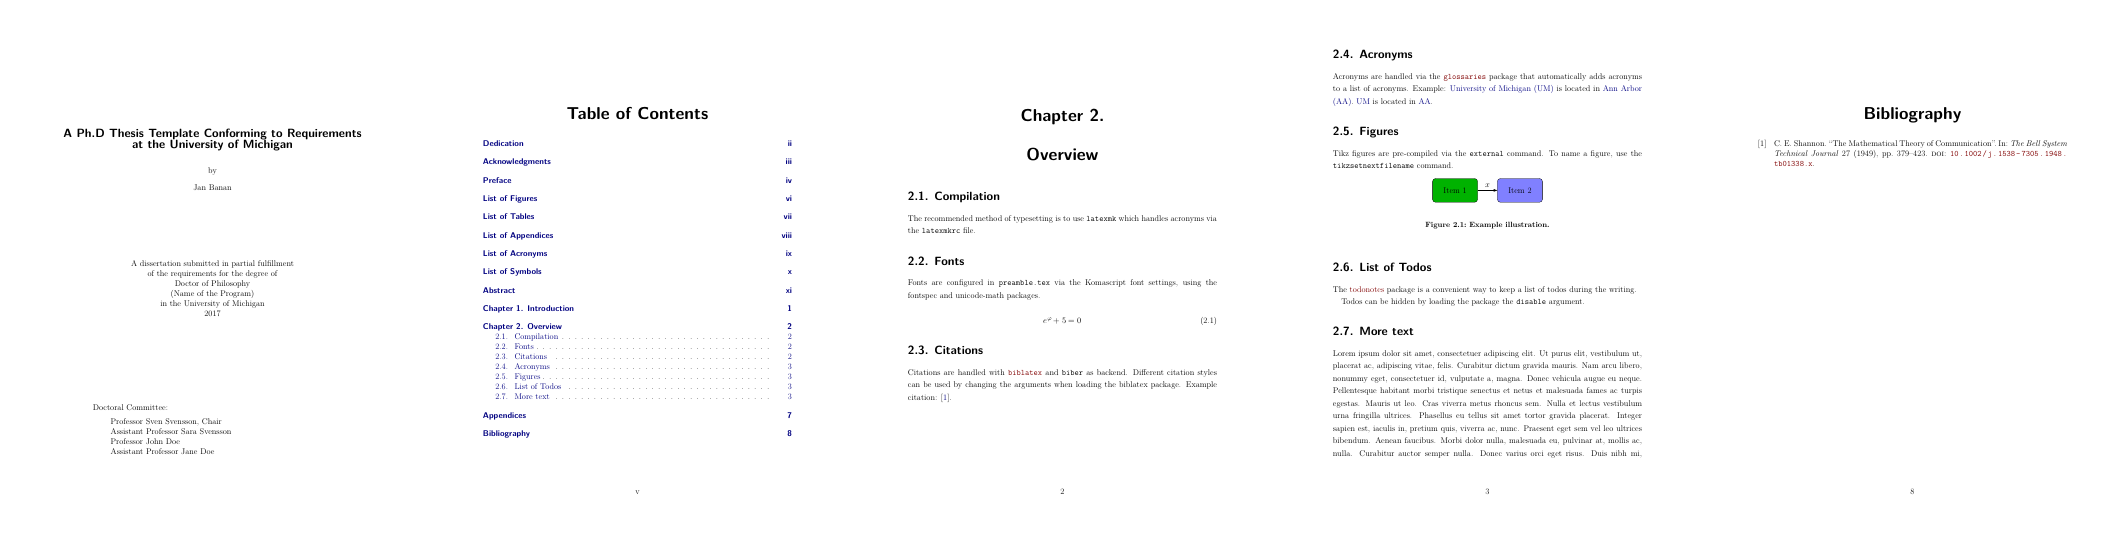 A Ph.D Thesis Template Conforming to Requirements
at the University of Michigan
by
Jan Banan
A dissertation submitted in partial fulfillment
of the requirements for the degree of
Doctor of Philosophy
(Name of the Program)
in the University of Michigan
2017
Doctoral Committee:
Professor Sven Svensson, Chair
Assistant Professor Sara Svensson
Professor John Doe
Assistant Professor Jane Doe
Table of Contents
Dedication ii
Acknowledgments iii
Preface iv
List of Figures vi
List of Tables vii
List of Appendices viii
List of Acronyms ix
List of Symbols x
Abstract xi
Chapter 1. Introduction 1
Chapter 2. Overview 2
2.1. Compilation . . . . . . . . . . . . . . . . . . . . . . . . . . . . . . . . 2
2.2. Fonts . . . . . . . . . . . . . . . . . . . . . . . . . . . . . . . . . . . . 2
2.3. Citations . . . . . . . . . . . . . . . . . . . . . . . . . . . . . . . . . 2
2.4. Acronyms . . . . . . . . . . . . . . . . . . . . . . . . . . . . . . . . . 3
2.5. Figures . . . . . . . . . . . . . . . . . . . . . . . . . . . . . . . . . . . 3
2.6. List of Todos . . . . . . . . . . . . . . . . . . . . . . . . . . . . . . . 3
2.7. More text . . . . . . . . . . . . . . . . . . . . . . . . . . . . . . . . . 3
Appendices 7
Bibliography 8
v
Chapter 2.
Overview
2.1. Compilation
The recommended method of typesetting is to use latexmk which handles acronyms via
the latexmkrc file.
2.2. Fonts
Fonts are configured in preamble.tex via the Komascript font settings, using the
fontspec and unicode-math packages.
e^φ + 5 = 0 (2.1)
2.3. Citations
Citations are handled with biblatex and biber as backend. Different citation styles
can be used by changing the arguments when loading the biblatex package. Example
citation: [1].
2
2.4. Acronyms
Acronyms are handled via the glossaries package that automatically adds acronyms
to a list of acronyms. Example: University of Michigan (UM) is located in Ann Arbor
(AA). UM is located in AA.
2.5. Figures
Tikz figures are pre-compiled via the external command. To name a figure, use the
tikzsetnextfilename command.
Item 1 x Item 2
Figure 2.1: Example illustration.
2.6. List of Todos
The todonotes package is a convenient way to keep a list of todos during the writing.
Todos can be hidden by loading the package the disable argument.
2.7. More text
Lorem ipsum dolor sit amet, consectetuer adipiscing elit. Ut purus elit, vestibulum ut,
placerat ac, adipiscing vitae, felis. Curabitur dictum gravida mauris. Nam arcu libero,
nonummy eget, consectetuer id, vulputate a, magna. Donec vehicula augue eu neque.
Pellentesque habitant morbi tristique senectus et netus et malesuada fames ac turpis
egestas. Mauris ut leo. Cras viverra metus rhoncus sem. Nulla et lectus vestibulum
urna fringilla ultrices. Phasellus eu tellus sit amet tortor gravida placerat. Integer
sapien est, iaculis in, pretium quis, viverra ac, nunc. Praesent eget sem vel leo ultrices
bibendum. Aenean faucibus. Morbi dolor nulla, malesuada eu, pulvinar at, mollis ac,
nulla. Curabitur auctor semper nulla. Donec varius orci eget risus. Duis nibh mi,
3
Bibliography
[1] C. E. Shannon. “The Mathematical Theory of Communication”. In: The Bell System
Technical Journal 27 (1949), pp. 379–423. DOI: 10.1002/j.1538-7305.1948.
tb01338.x.
8